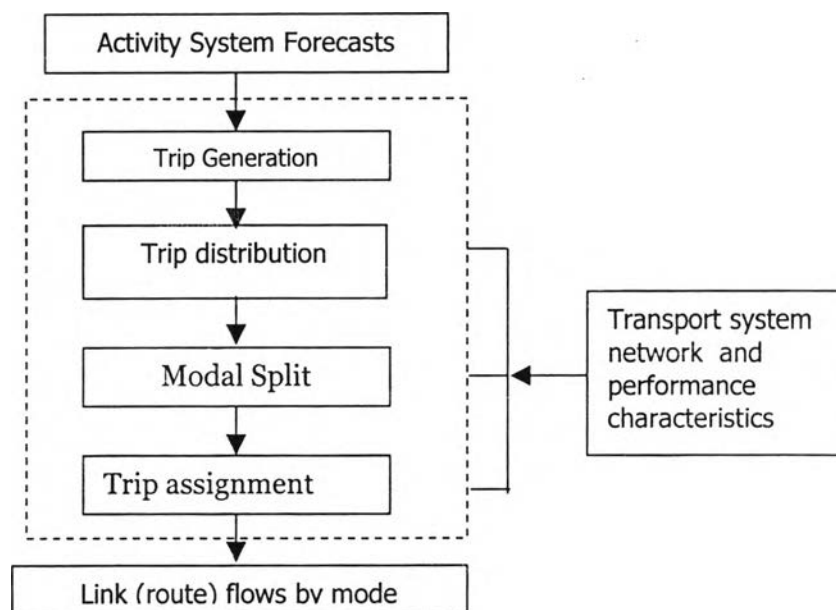 Activity System Forecasts
Trip Generation
Trip distribution
Modal Split
Trip assignment
Transport system
network and
performance
characteristics
Link (route) flows by mode